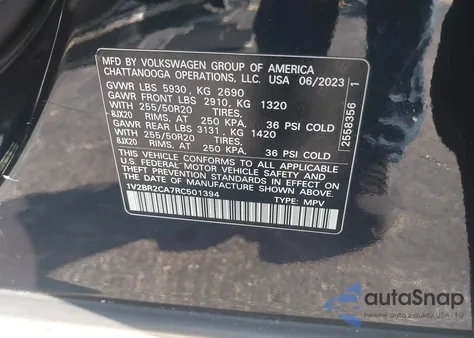 MFD BY VOLKSWAGEN GROUP OF AMERICA
CHATTANOOGA OPERATIONS, LLC. USA 06/2023
GVWR LBS 5930, KG 2690
GAWR FRONT LBS 2910, KG 1320
255/50R20 TIRES,
8JX20 RIMS, AT 250 KPA, 36 PSI COLD
GAWR REAR LBS 3131, KG 1420
255/50R20 TIRES,
8JX20 RIMS, AT 250 KPA, 36 PSI COLD
THIS VEHICLE CONFORMS TO ALL APPLICABLE
U.S. FEDERAL MOTOR VEHICLE SAFETY AND
THEFT PREVENTION STANDARDS IN EFFECT
ON THE DATE OF MANUFACTURE SHOWN ABOVE.
1V2BR2CA7RC501394 TYPE: MPV
2558356 1
autoSnap